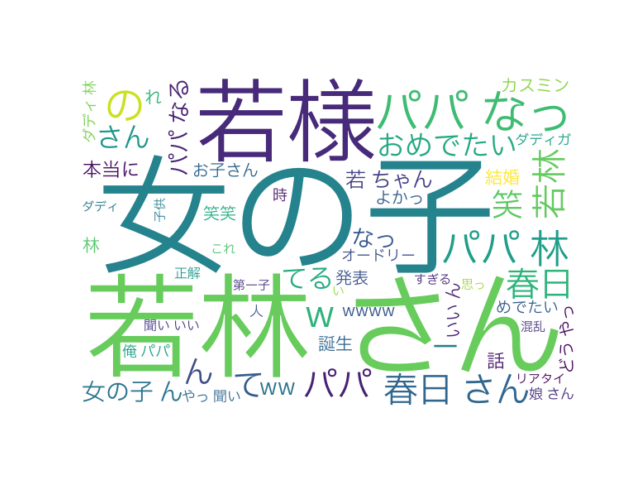 カスミン
若様
パパ なっ
ダディ 林
の
れ
パパ なる
さん
おめでたい
ダディガ
本当に
お子さん
若 ちゃん
結婚
若林
女の子
時
よかっ
笑
ダディ
子供
笑笑
なっ
パパ 林
林
これ
オードリー
正解
てる
発表
すぎる
思っ
春日
第一子
い
いい ん
めでたい
どう やっ
若林 さん
人
w
wwww
ー
混乱
聞い いい
誕生
俺 パパ
ん
話
女の子 ん
やっ 聞い
て
ww
パパ
春日 さん
リアタイ
娘 さん